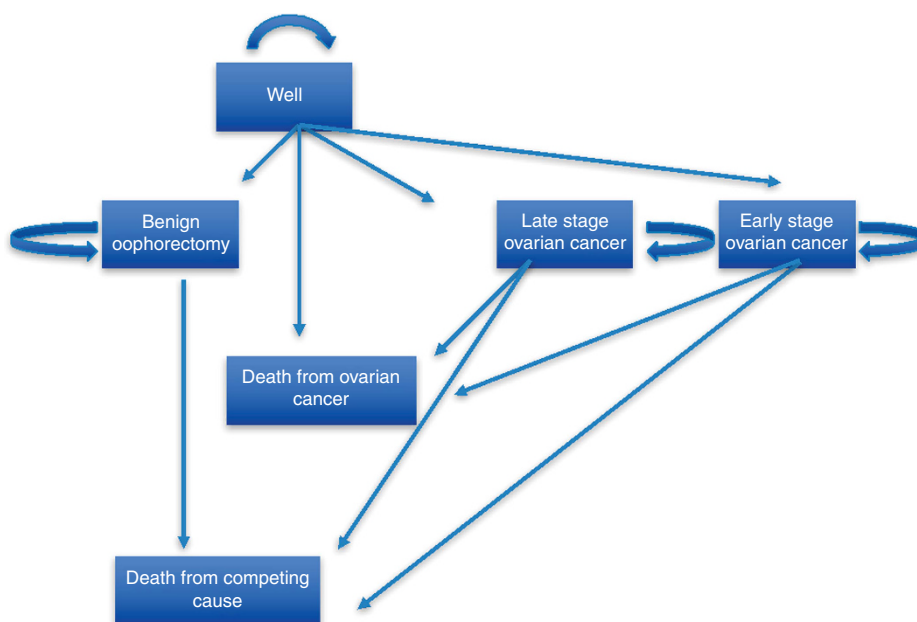 Well
Benign
oophorectomy
Late stage
ovarian cancer
Early stage
ovarian cancer
Death from ovarian
cancer
Death from competing
cause